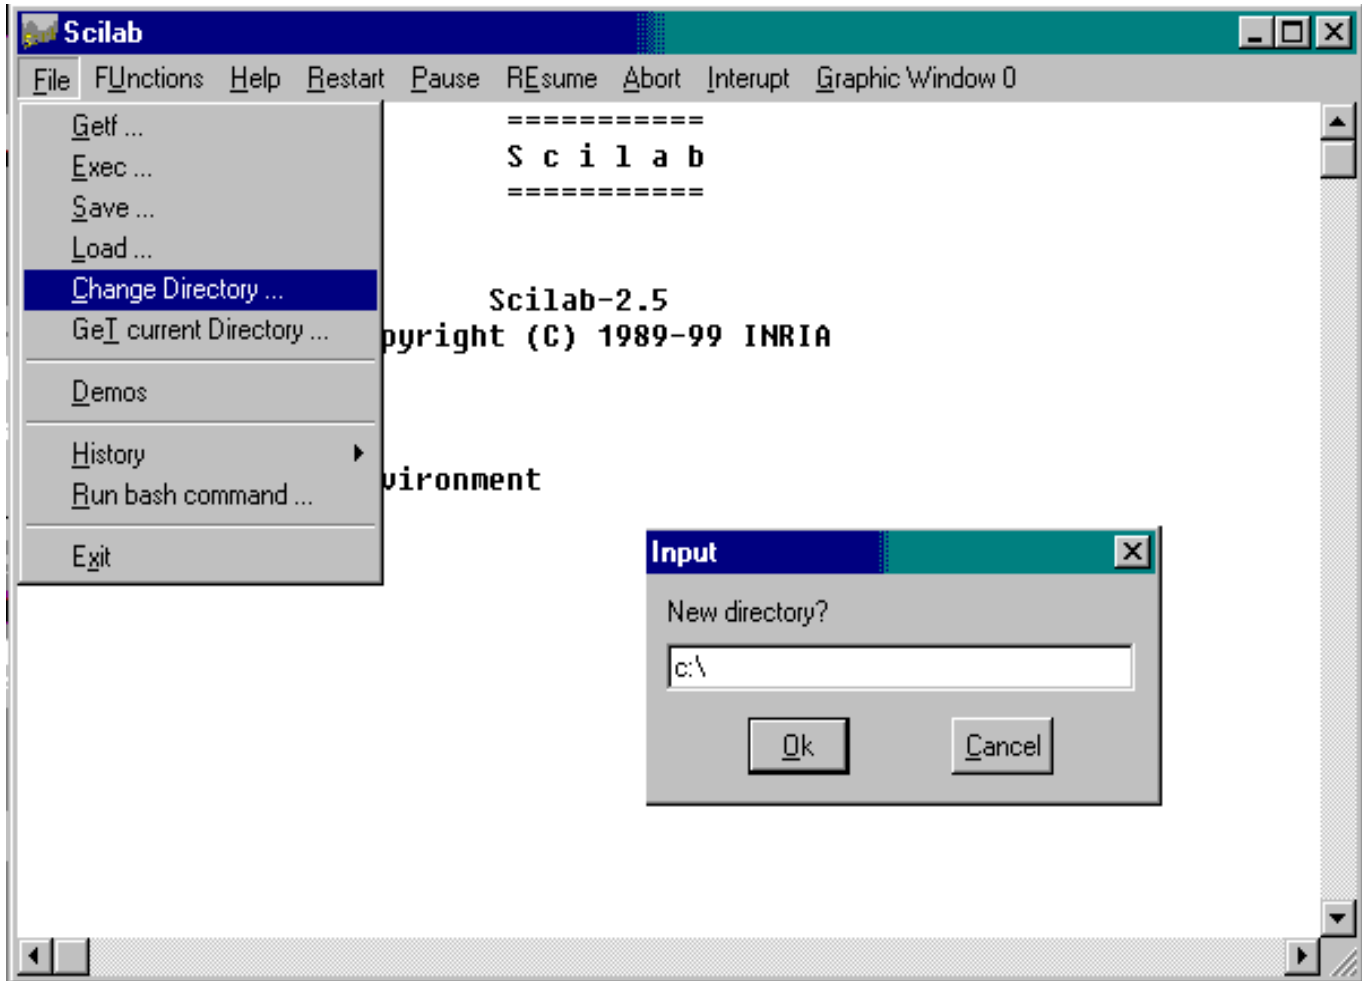 Scilab
File FUnctions Help Restart Pause REsume Abort Interupt Graphic Window 0
Getf ...
Exec ...
Save ...
Load ...
Change Directory ...
GeT current Directory ...
Demos
History
Run bash command ...
Exit
===========
S c i l a b
===========
Scilab-2.5
pyright (C) 1989-99 INRIA
vironment
Input
New directory?
c:\
Ok Cancel